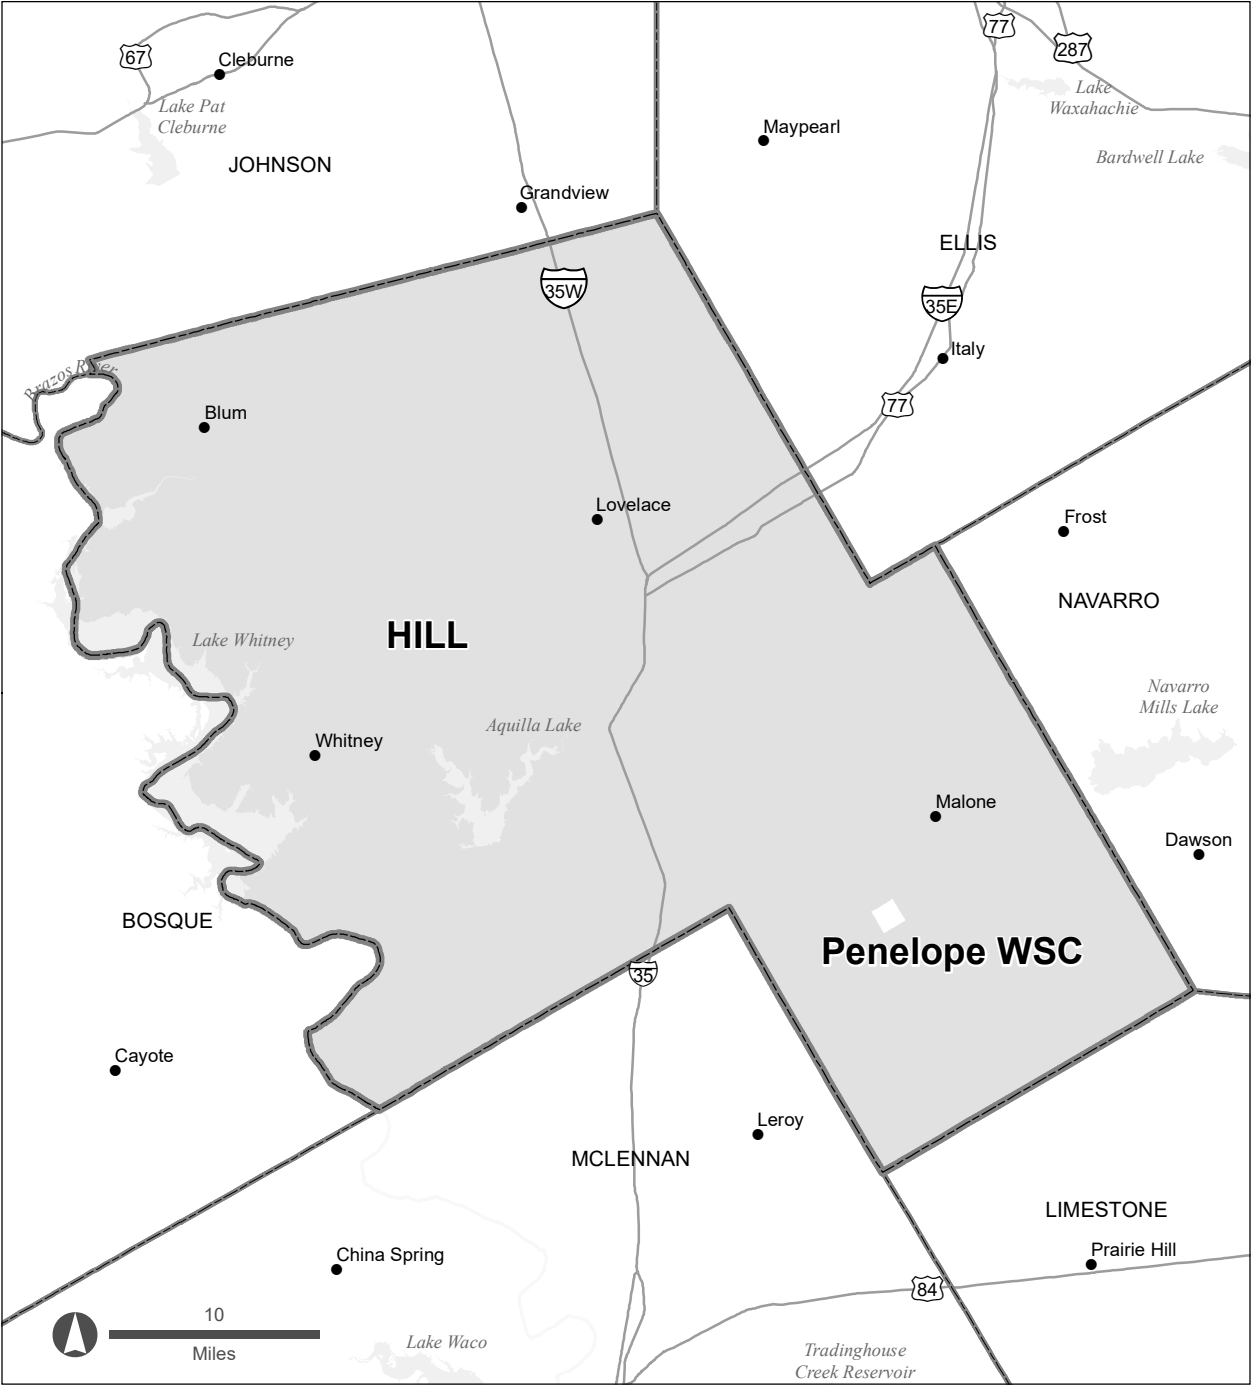 77
67
287
Cleburne
Lake
Waxahachie
Lake Pat
Cleburne
Maypearl
Bardwell Lake
JOHNSON
Grandview
ELLIS
35W
35E
Italy
Brazos River
77
Blum
Lovelace
Frost
NAVARRO
HILL
Lake Whitney
Navarro
Mills Lake
Aquilla Lake
Whitney
Malone
Dawson
BOSQUE
Penelope WSC
35
Cayote
Leroy
MCLENNAN
LIMESTONE
Prairie Hill
China Spring
84
10
Miles
Lake Waco
Tradinghouse
Creek Reservoir